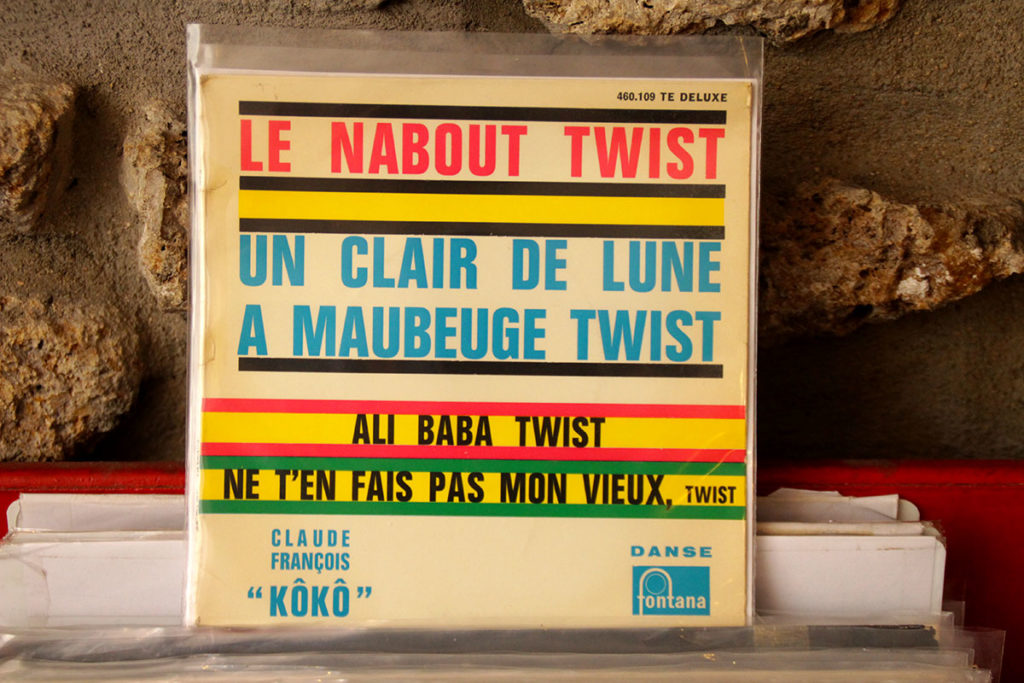 460.109 TE DELUXE
LE NABOUT TWIST
UN CLAIR DE LUNE
A MAUBEUGE TWIST
ALI BABA TWIST
NE T'EN FAIS PAS MON VIEUX, TWIST
CLAUDE
FRANÇOIS
“KÔKÔ”
DANSE
fontana